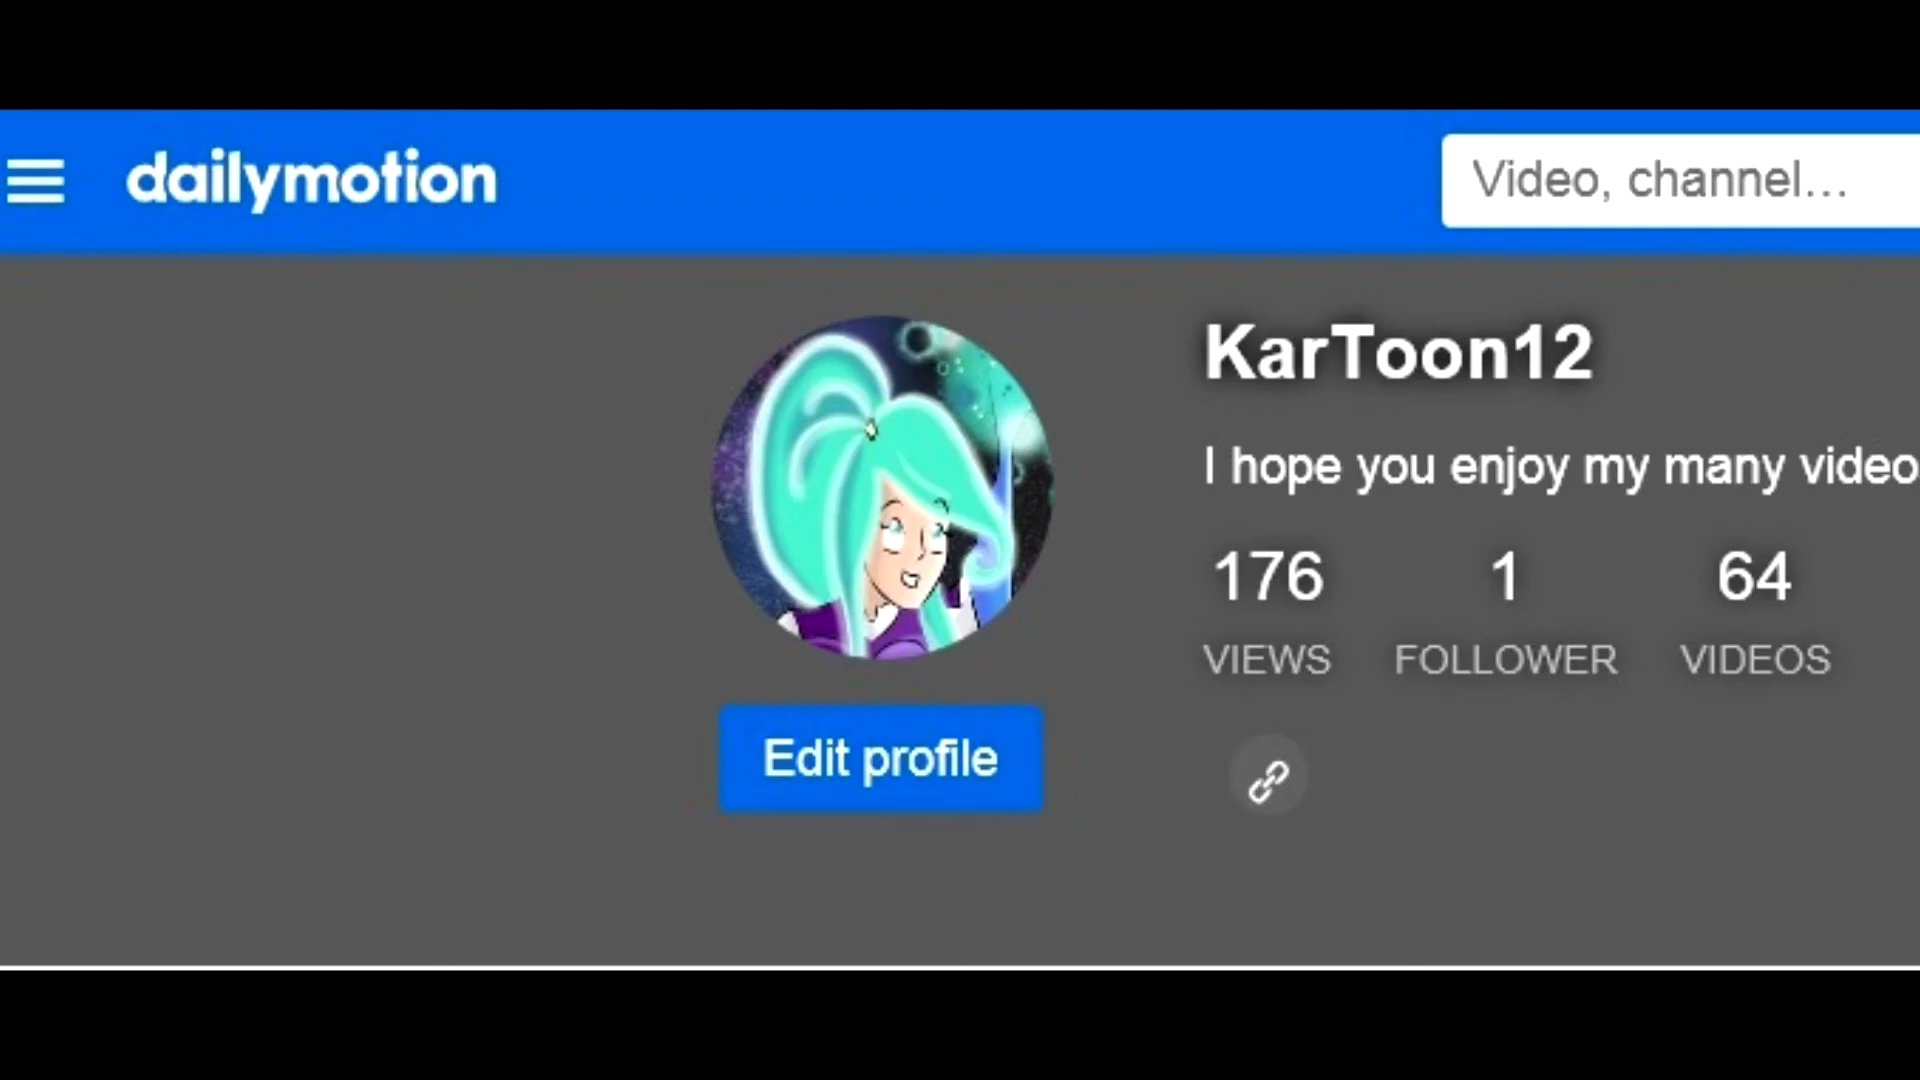 dailymotion
Video, channel...
KarToon12
I hope you enjoy my many video
176 1 64
VIEWS FOLLOWER VIDEOS
Edit profile